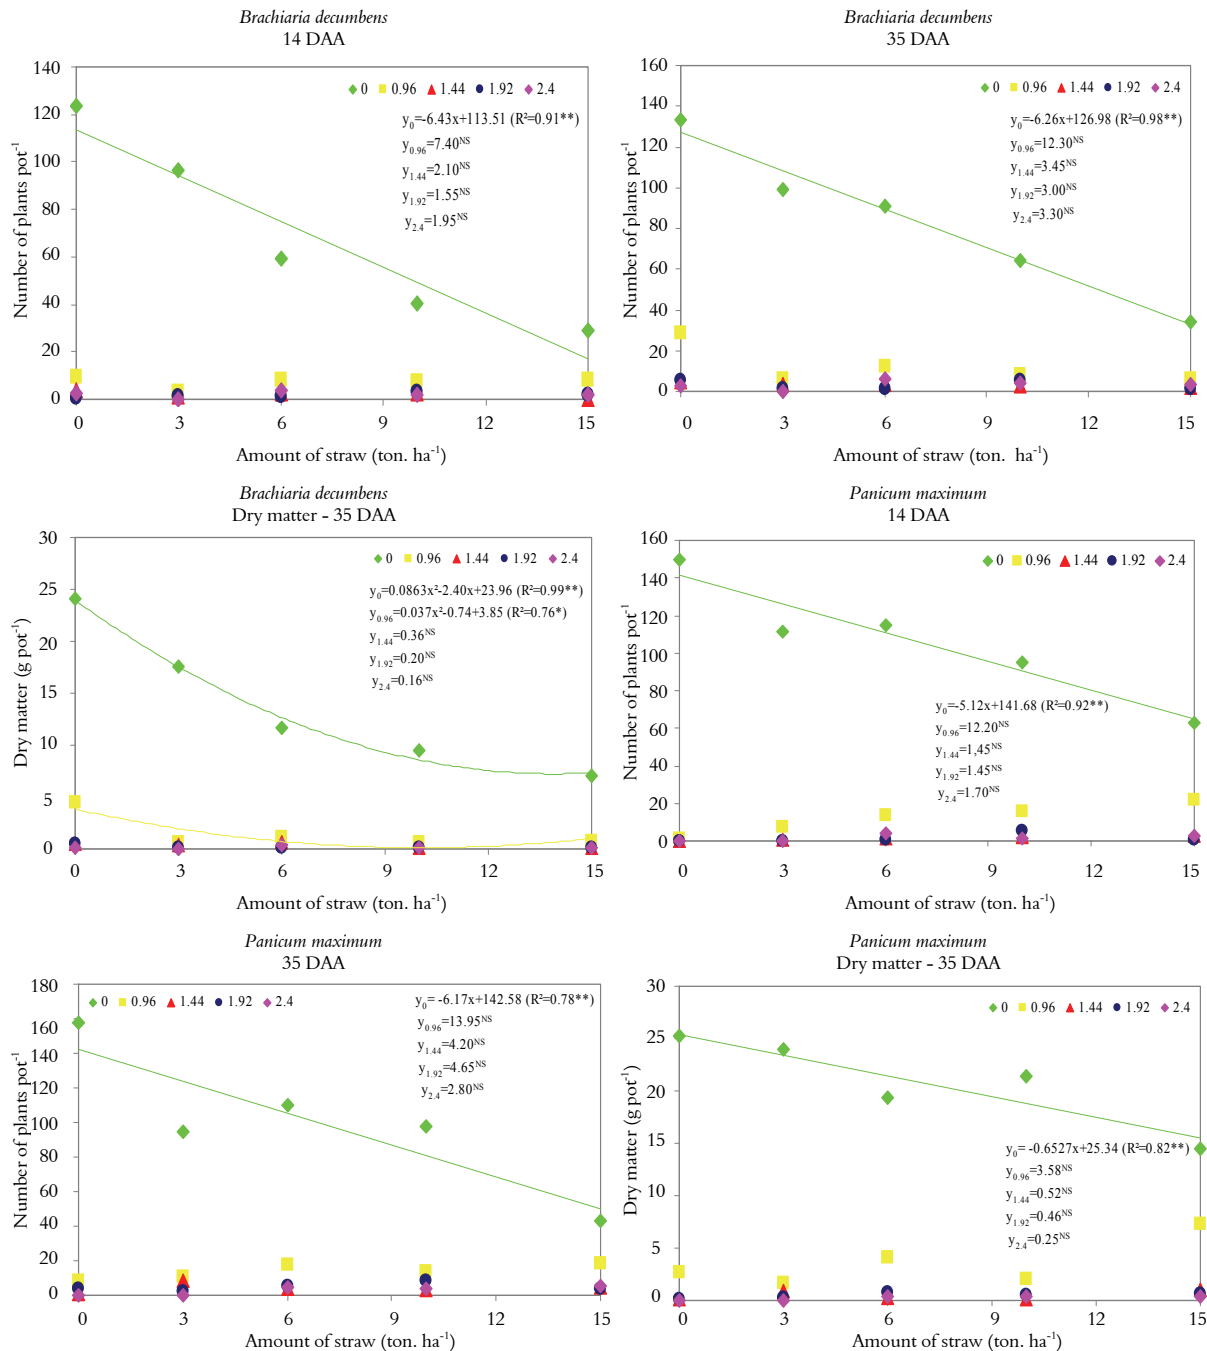 Brachiaria decumbens
14 DAA
140
120
100
80
60
40
20
0
Number of plants pot⁻¹
0 0.96 1.44 1.92 2.4
y₀=-6.43x+113.51 (R²=0.91**)
y₀.₉₆=7.40ᴺˢ
y₁.₄₄=2.10ᴺˢ
y₁.₉₂=1.55ᴺˢ
y₂.₄=1.95ᴺˢ
0 3 6 9 12 15
Amount of straw (ton. ha⁻¹)
Brachiaria decumbens
35 DAA
160
140
120
100
80
60
40
20
0
Number of plants pot⁻¹
0 0.96 1.44 1.92 2.4
y₀=-6.26x+126.98 (R²=0.98**)
y₀.₉₆=12.30ᴺˢ
y₁.₄₄=3.45ᴺˢ
y₁.₉₂=3.00ᴺˢ
y₂.₄=3.30ᴺˢ
0 3 6 9 12 15
Amount of straw (ton. ha⁻¹)
Brachiaria decumbens
Dry matter - 35 DAA
30
25
20
15
10
5
0
Dry matter (g pot⁻¹)
0 0.96 1.44 1.92 2.4
y₀=0.0863x²-2.40x+23.96 (R²=0.99**)
y₀.₉₆=0.037x²-0.74+3.85 (R²=0.76*)
y₁.₄₄=0.36ᴺˢ
y₁.₉₂=0.20ᴺˢ
y₂.₄=0.16ᴺˢ
0 3 6 9 12 15
Amount of straw (ton. ha⁻¹)
Panicum maximum
14 DAA
160
140
120
100
80
60
40
20
0
Number of plants pot⁻¹
0 0.96 1.44 1.92 2.4
y₀=-5.12x+141.68 (R²=0.92**)
y₀.₉₆=12.20ᴺˢ
y₁.₄₄=1,45ᴺˢ
y₁.₉₂=1.45ᴺˢ
y₂.₄=1.70ᴺˢ
0 3 6 9 12 15
Amount of straw (ton. ha⁻¹)
Panicum maximum
35 DAA
180
160
140
120
100
80
60
40
20
0
Number of plants pot⁻¹
0 0.96 1.44 1.92 2.4
y₀= -6.17x+142.58 (R²=0.78**)
y₀.₉₆=13.95ᴺˢ
y₁.₄₄=4.20ᴺˢ
y₁.₉₂=4.65ᴺˢ
y₂.₄=2.80ᴺˢ
0 3 6 9 12 15
Amount of straw (ton. ha⁻¹)
Panicum maximum
Dry matter - 35 DAA
30
25
20
15
10
5
0
Dry matter (g pot⁻¹)
0 0.96 1.44 1.92 2.4
y₀= -0.6527x+25.34 (R²=0.82**)
y₀.₉₆=3.58ᴺˢ
y₁.₄₄=0.52ᴺˢ
y₁.₉₂=0.46ᴺˢ
y₂.₄=0.25ᴺˢ
0 3 6 9 12 15
Amount of straw (ton. ha⁻¹)